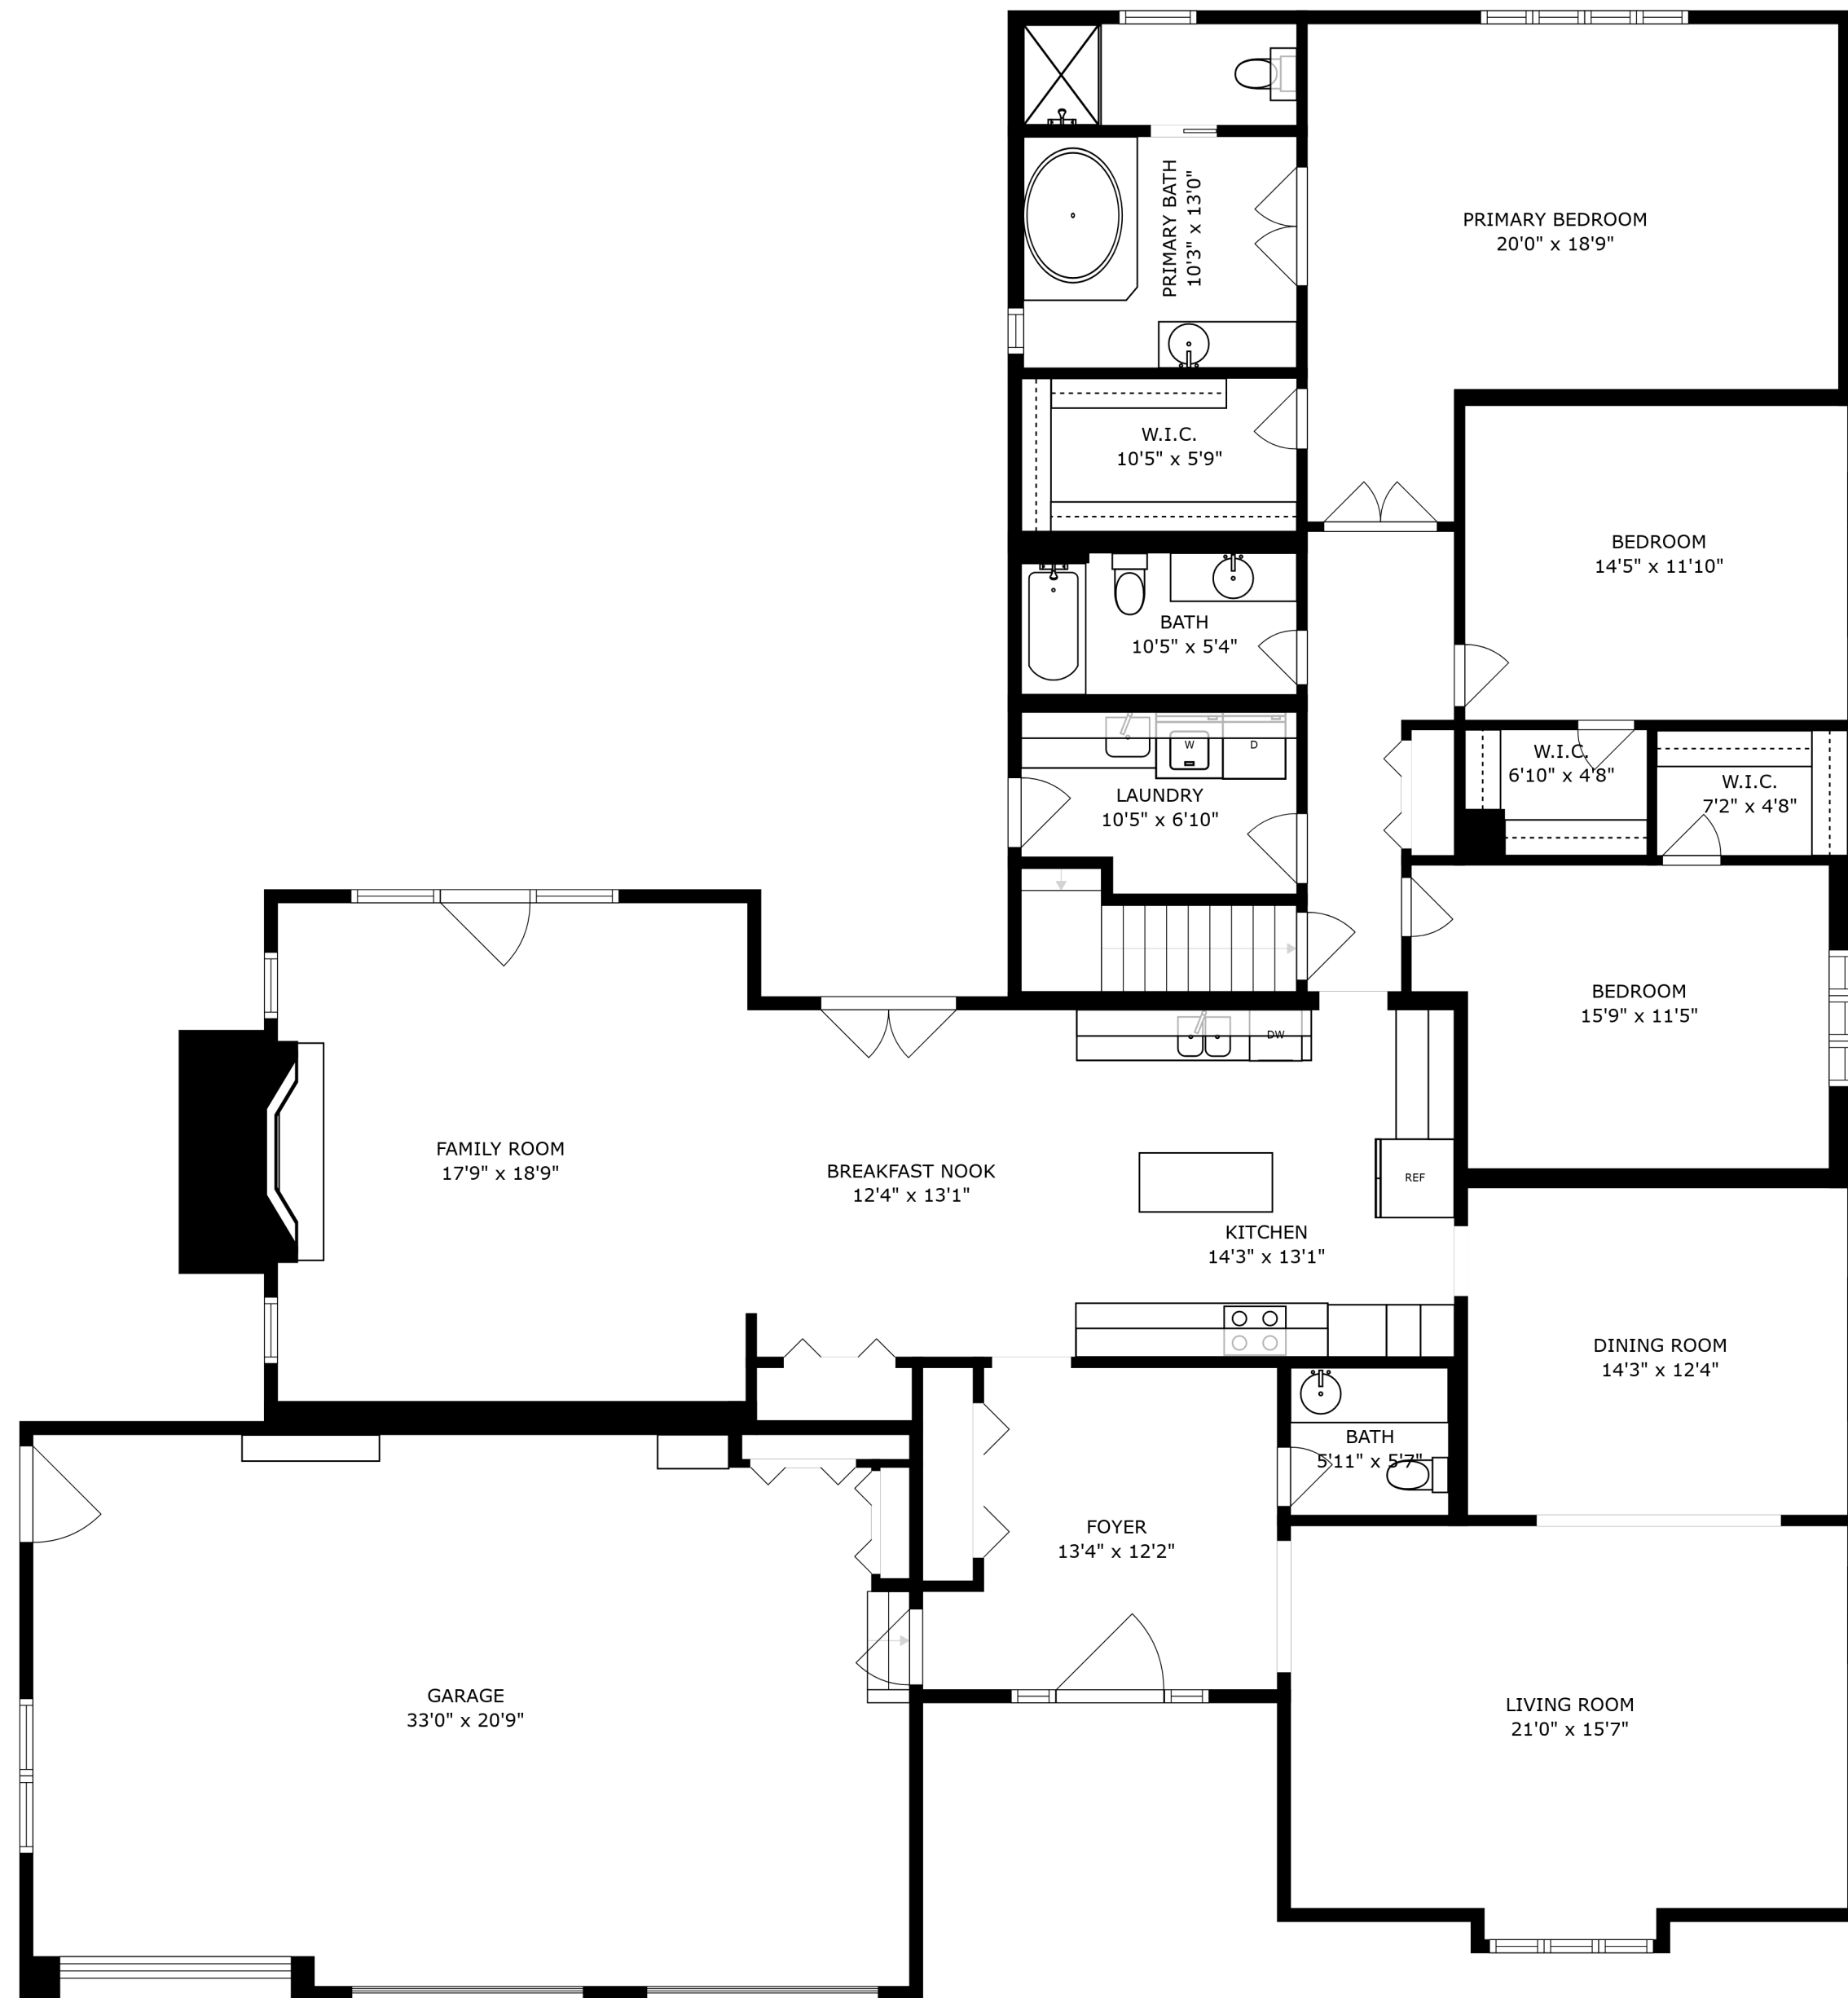 PRIMARY BEDROOM
20'0" x 18'9"
PRIMARY BATH
10'3" x 13'0"
W.I.C.
10'5" x 5'9"
BEDROOM
14'5" x 11'10"
BATH
10'5" x 5'4"
W
D
LAUNDRY
10'5" x 6'10"
W.I.C.
6'10" x 4'8"
W.I.C.
7'2" x 4'8"
BEDROOM
15'9" x 11'5"
DW
FAMILY ROOM
17'9" x 18'9"
BREAKFAST NOOK
12'4" x 13'1"
REF
KITCHEN
14'3" x 13'1"
DINING ROOM
14'3" x 12'4"
BATH
5'11" x 5'7"
FOYER
13'4" x 12'2"
GARAGE
33'0" x 20'9"
LIVING ROOM
21'0" x 15'7"